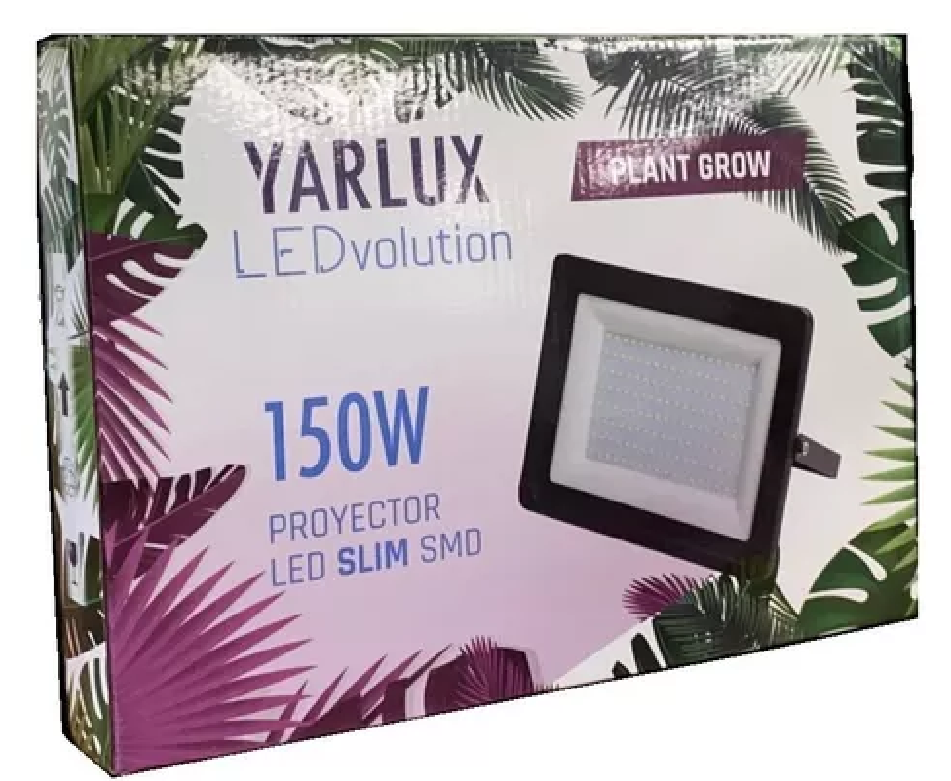 YARLUX
LEDvolution
PLANT GROW
150W
PROYECTOR
LED SLIM SMD